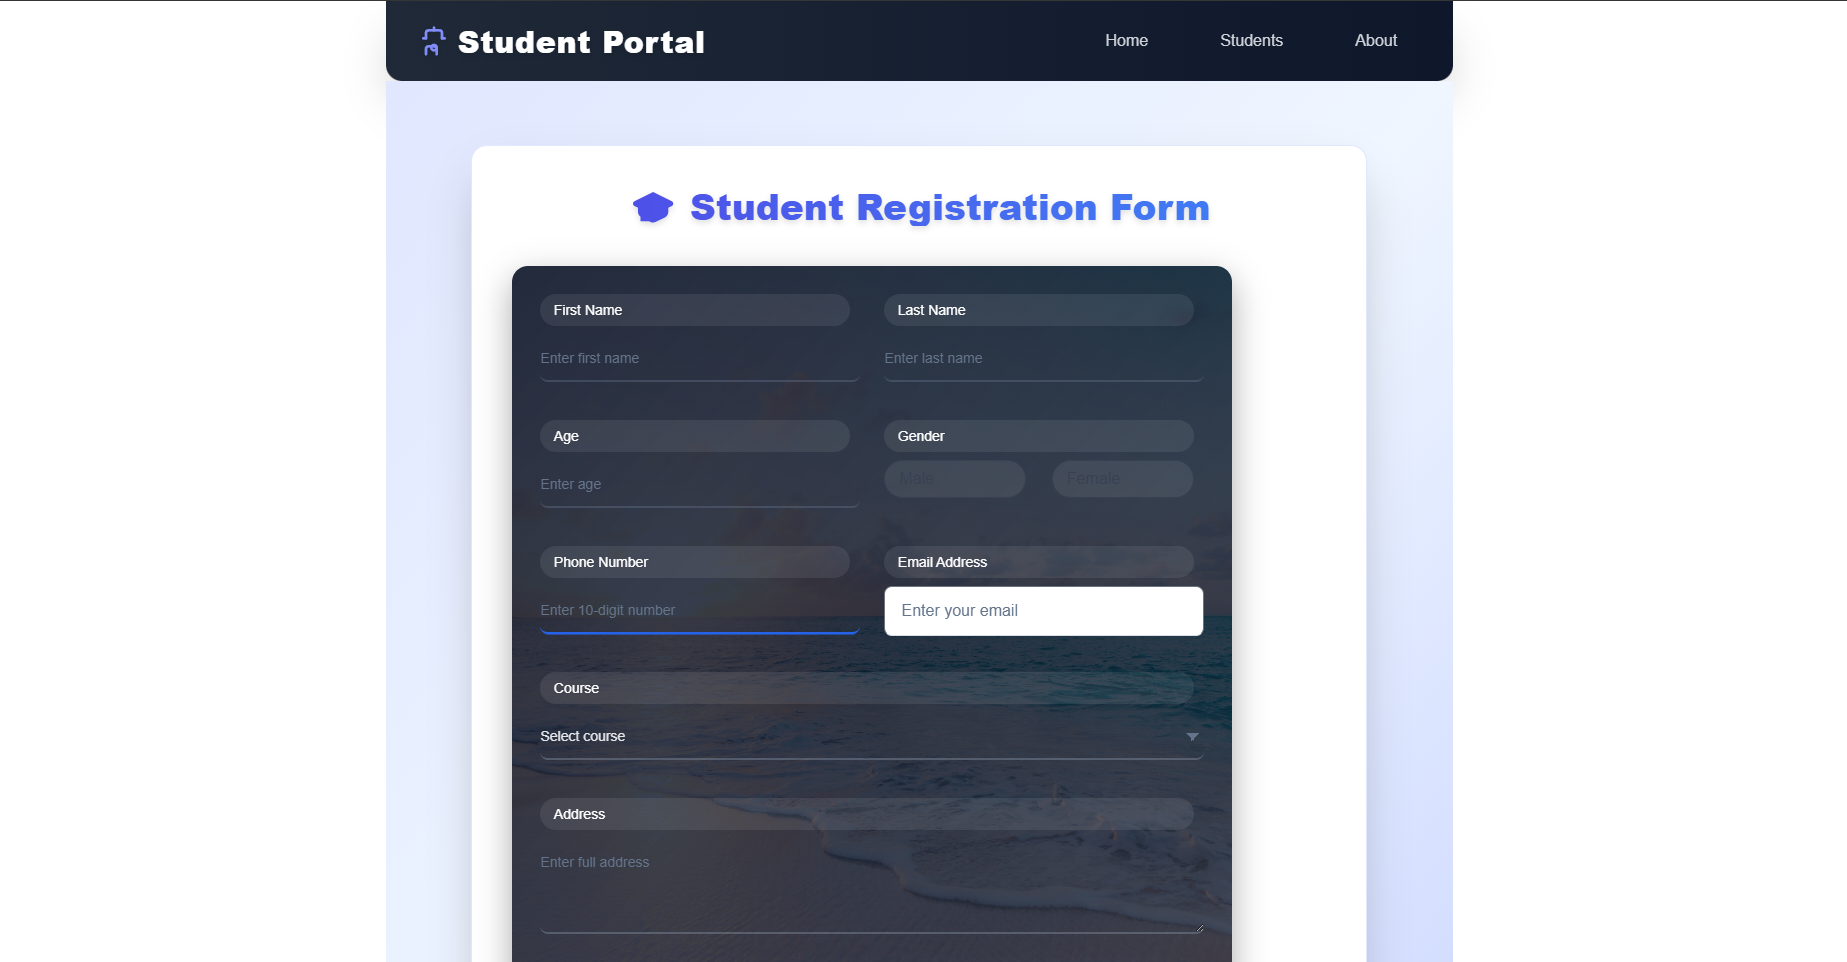 Student Portal
Home
Students
About
Student Registration Form
First Name
Last Name
Enter first name
Enter last name
Age
Gender
Enter age
Male
Female
Phone Number
Email Address
Enter 10-digit number
Enter your email
Course
Select course
Address
Enter full address